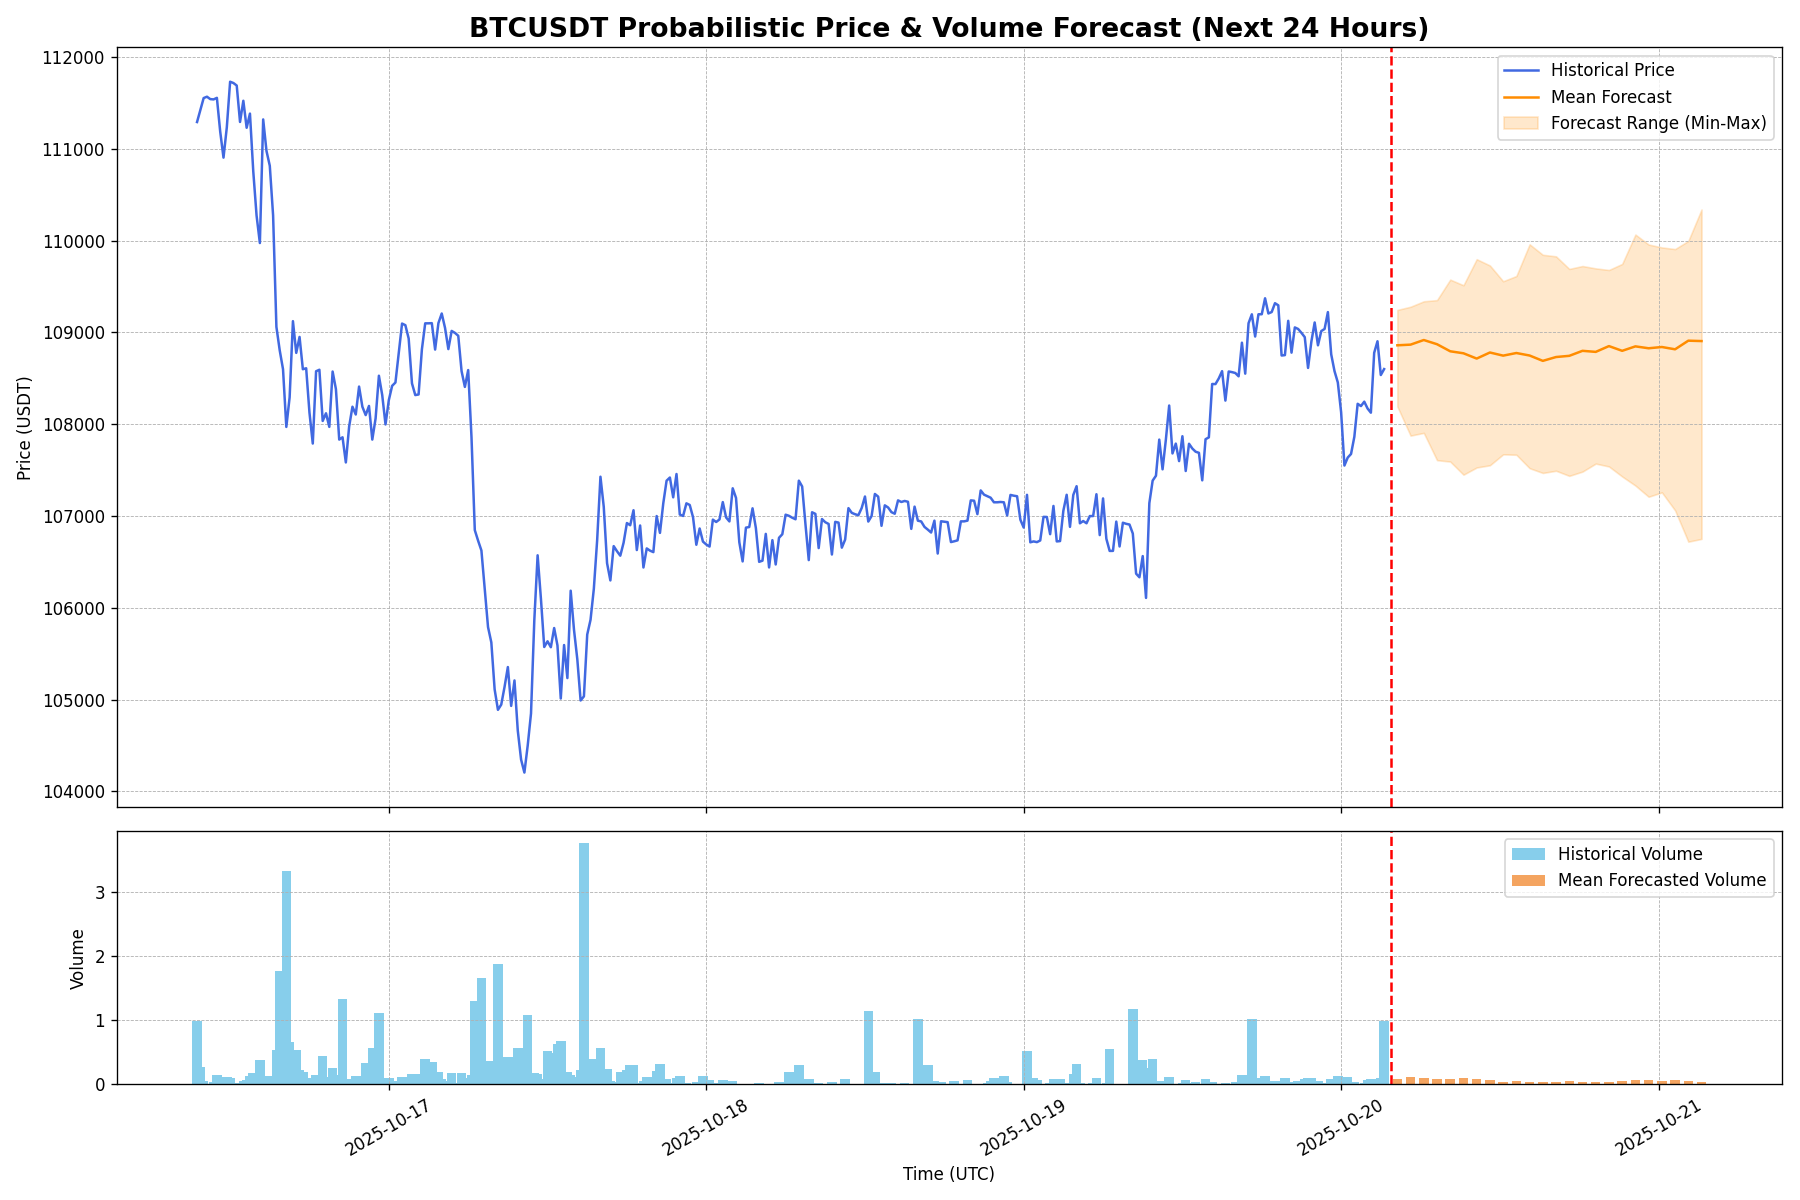 BTCUSDT Probabilistic Price & Volume Forecast (Next 24 Hours)
Price (USDT)
112000
111000
110000
109000
108000
107000
106000
105000
104000
Historical Price
Mean Forecast
Forecast Range (Min-Max)
Volume
3
2
1
0
Historical Volume
Mean Forecasted Volume
2025-10-17
2025-10-18
2025-10-19
2025-10-20
2025-10-21
Time (UTC)